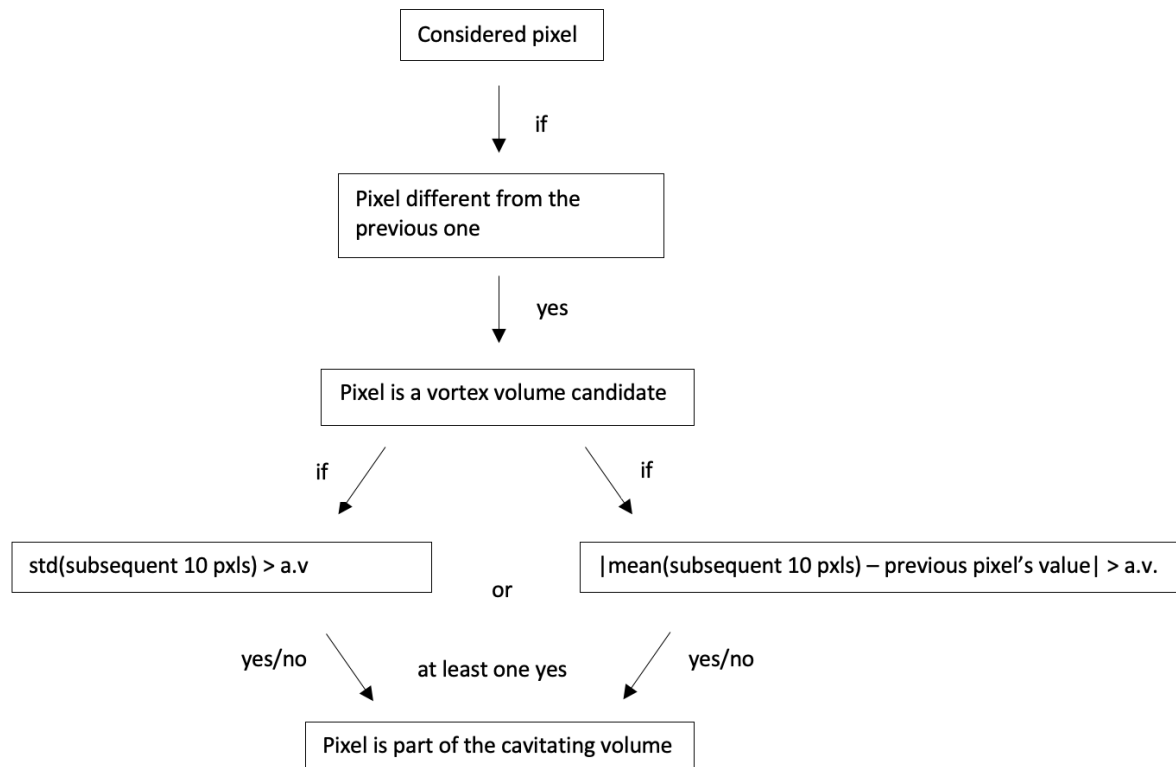 Considered pixel
if
Pixel different from the
previous one
yes
Pixel is a vortex volume candidate
if
if
std(subsequent 10 pxls) > a.v
or
|mean(subsequent 10 pxls) – previous pixel's value| > a.v.
yes/no
at least one yes
yes/no
Pixel is part of the cavitating volume